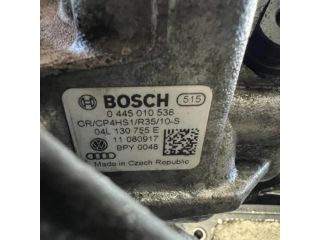 BOSCH 515
0 445 010 538
CR/CP4HS1/R35/10-S
04L 130 755 E
11 080917
BPY 0048
Made in Czech Republic